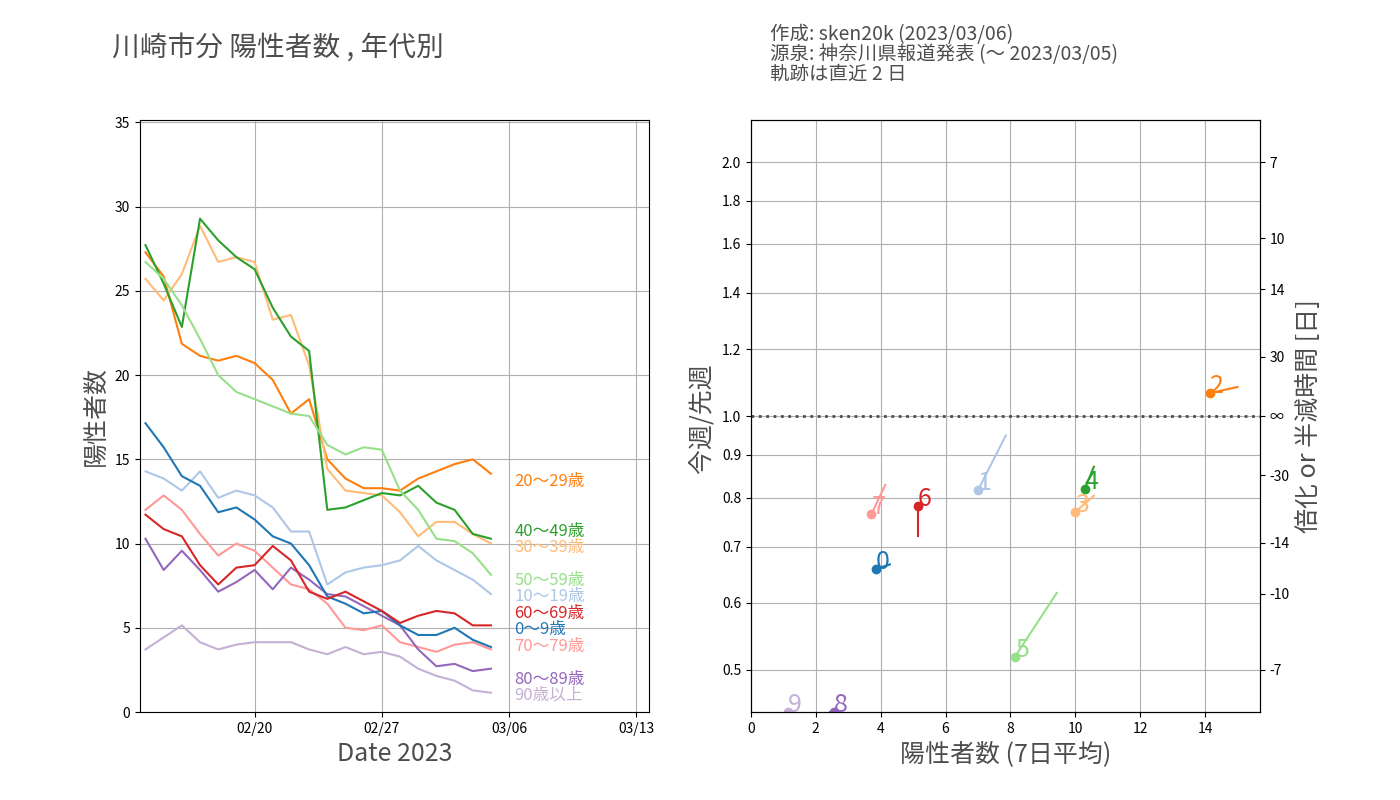 川崎市分 陽性者数 , 年代別
作成: sken20k (2023/03/06)
源泉: 神奈川県報道発表 (〜 2023/03/05)
軌跡は直近 2 日
陽性者数
35
30
25
20
15
10
5
0
20〜29歳
40〜49歳
30〜39歳
50〜59歳
10〜19歳
60〜69歳
0〜9歳
70〜79歳
80〜89歳
90歳以上
02/20
02/27
03/06
03/13
Date 2023
今週/先週
2.0
1.8
1.6
1.4
1.2
1.0
0.9
0.8
0.7
0.6
0.5
2
4
1
3
6
7
0
5
9
8
7
10
14
30
∞
-30
-14
-10
-7
倍化 or 半減時間 [日]
0
2
4
6
8
10
12
14
陽性者数 (7日平均)